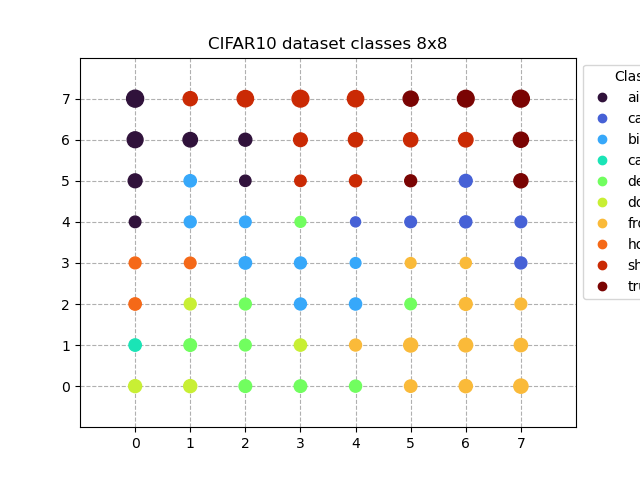 CIFAR10 dataset classes 8x8
7
6
5
4
3
2
1
0
0 1 2 3 4 5 6 7
Clas
ai
ca
bi
ca
de
do
fro
ho
sh
tru